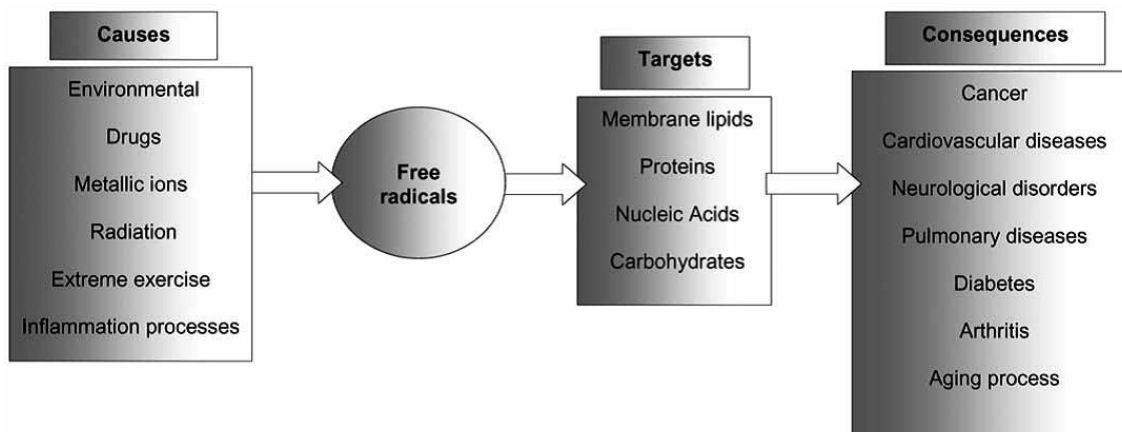 Causes
Environmental
Drugs
Metallic ions
Radiation
Extreme exercise
Inflammation processes
Free
radicals
Targets
Membrane lipids
Proteins
Nucleic Acids
Carbohydrates
Consequences
Cancer
Cardiovascular diseases
Neurological disorders
Pulmonary diseases
Diabetes
Arthritis
Aging process